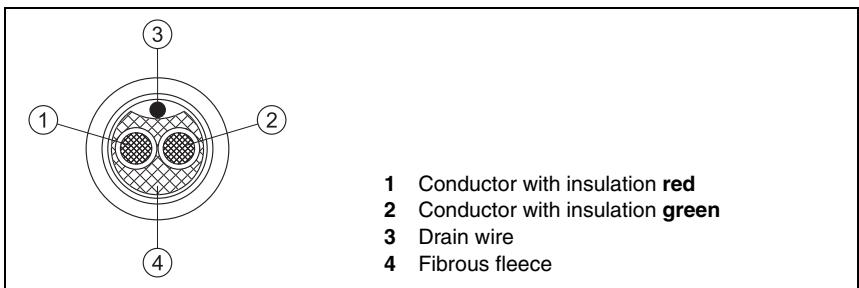 3
1
2
4
1 Conductor with insulation red
2 Conductor with insulation green
3 Drain wire
4 Fibrous fleece